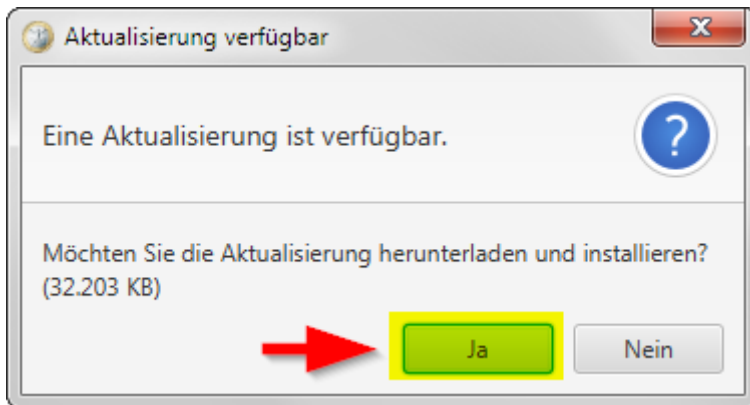 Aktualisierung verfügbar
Eine Aktualisierung ist verfügbar.
?
Möchten Sie die Aktualisierung herunterladen und installieren?
(32.203 KB)
Ja
Nein